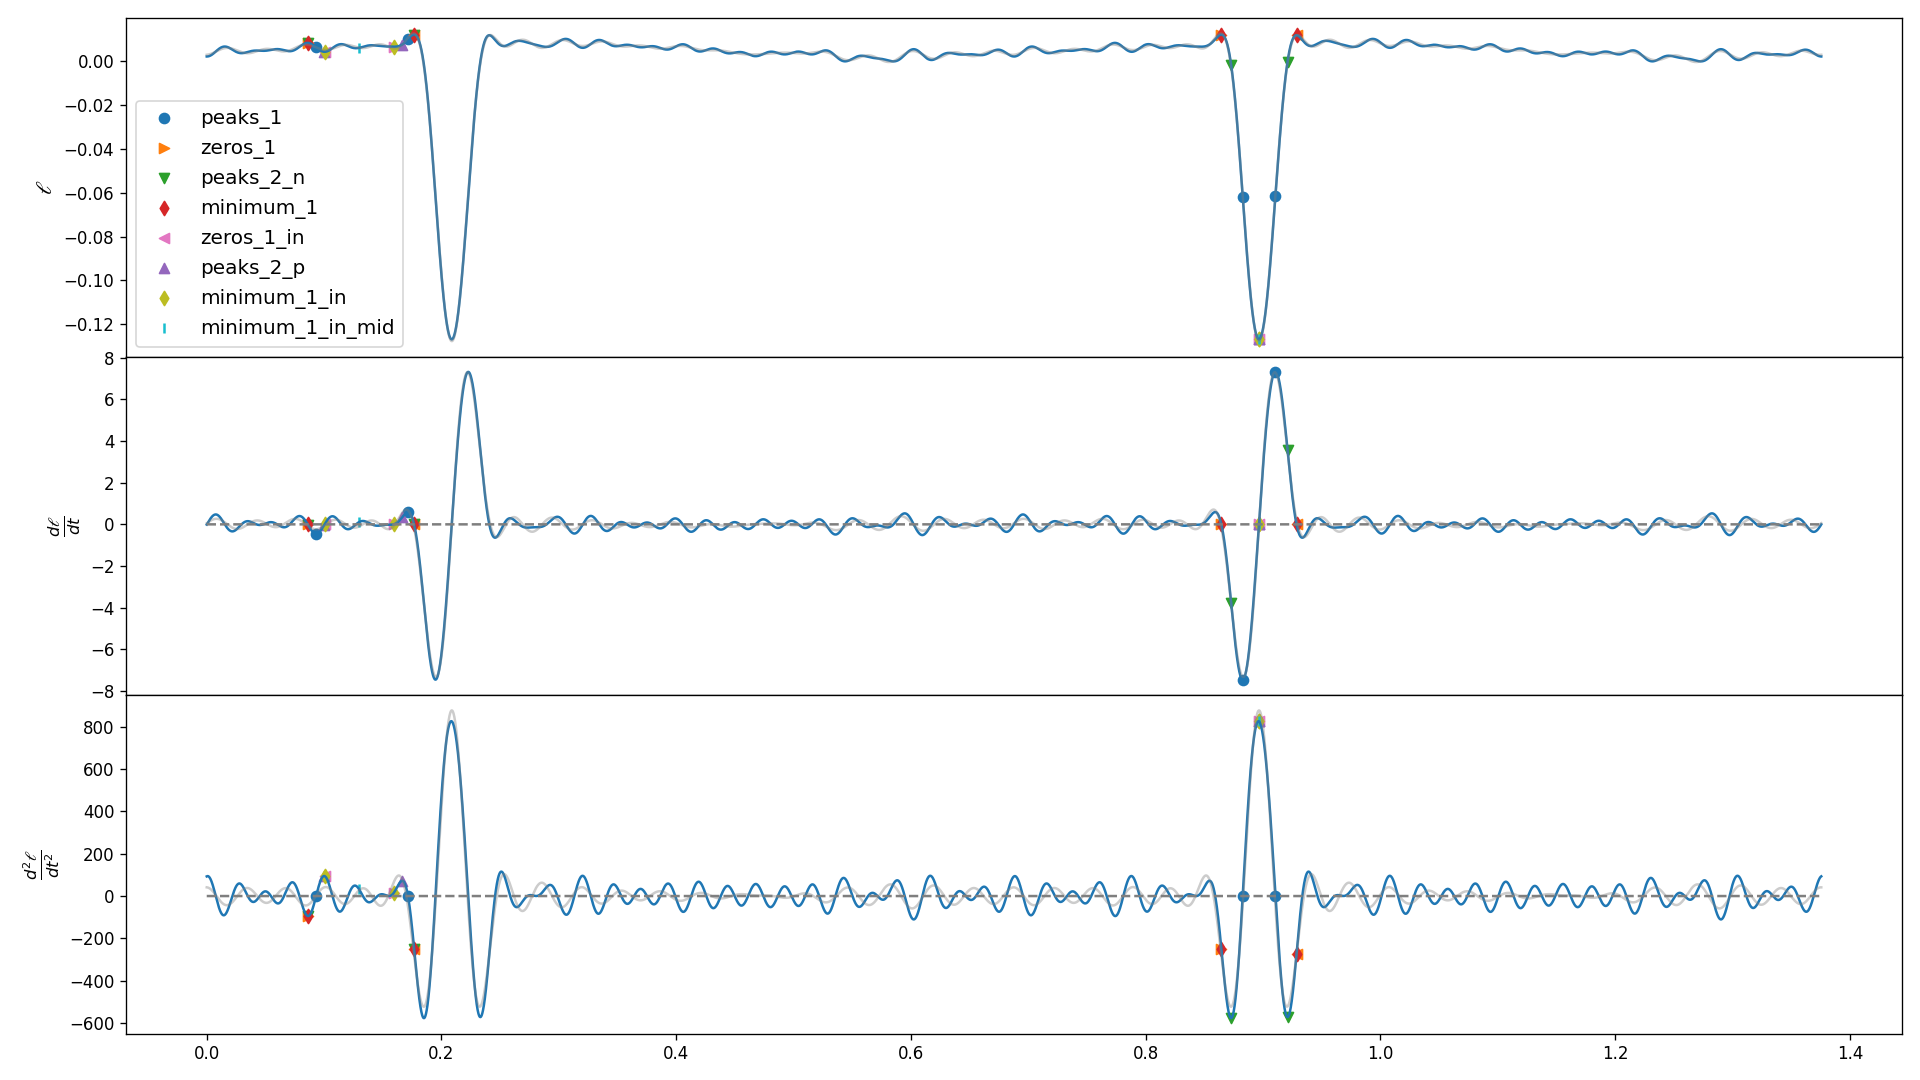 0.00
−0.02
−0.04
−0.06
−0.08
−0.10
−0.12
ℓ
peaks_1
zeros_1
peaks_2_n
minimum_1
zeros_1_in
peaks_2_p
minimum_1_in
minimum_1_in_mid
8
6
4
2
0
−2
−4
−6
−8
dℓ
dt
800
600
400
200
0
−200
−400
−600
d²ℓ
dt²
0.0 0.2 0.4 0.6 0.8 1.0 1.2 1.4